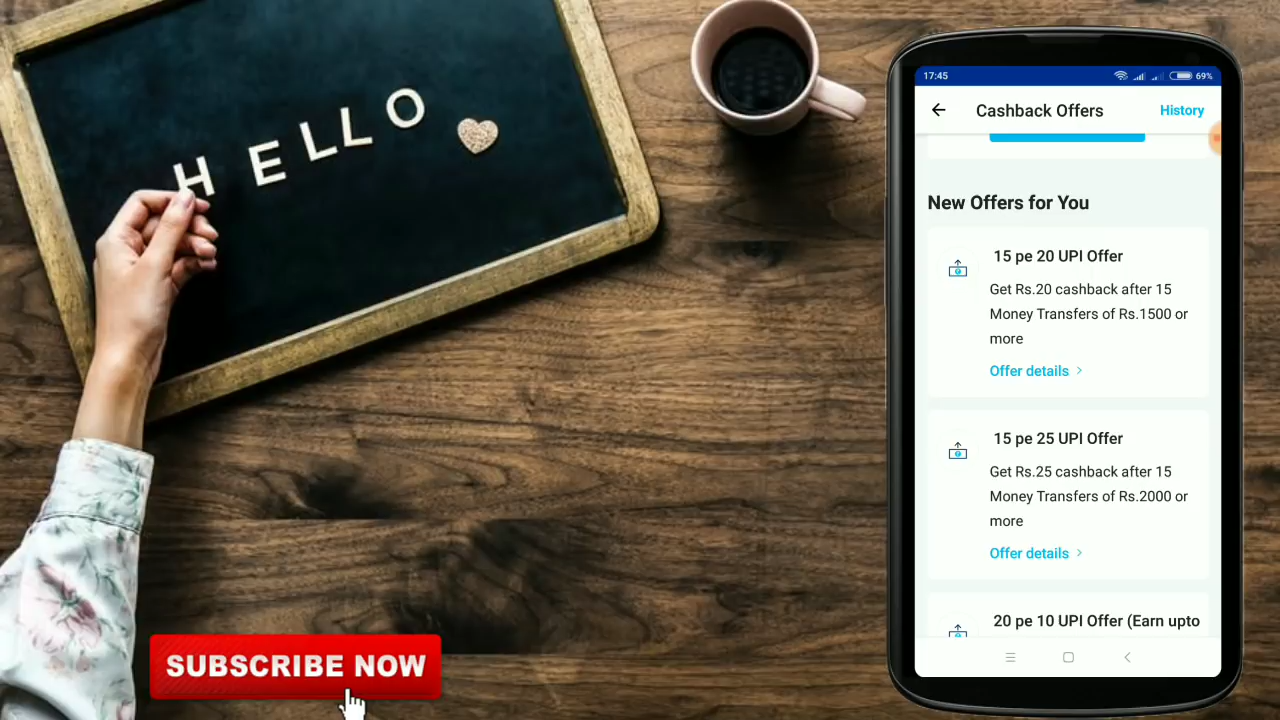 HELLO
SUBSCRIBE NOW
17:45
69%
Cashback Offers
History
New Offers for You
15 pe 20 UPI Offer
Get Rs.20 cashback after 15
Money Transfers of Rs.1500 or
more
Offer details
15 pe 25 UPI Offer
Get Rs.25 cashback after 15
Money Transfers of Rs.2000 or
more
Offer details
20 pe 10 UPI Offer (Earn upto